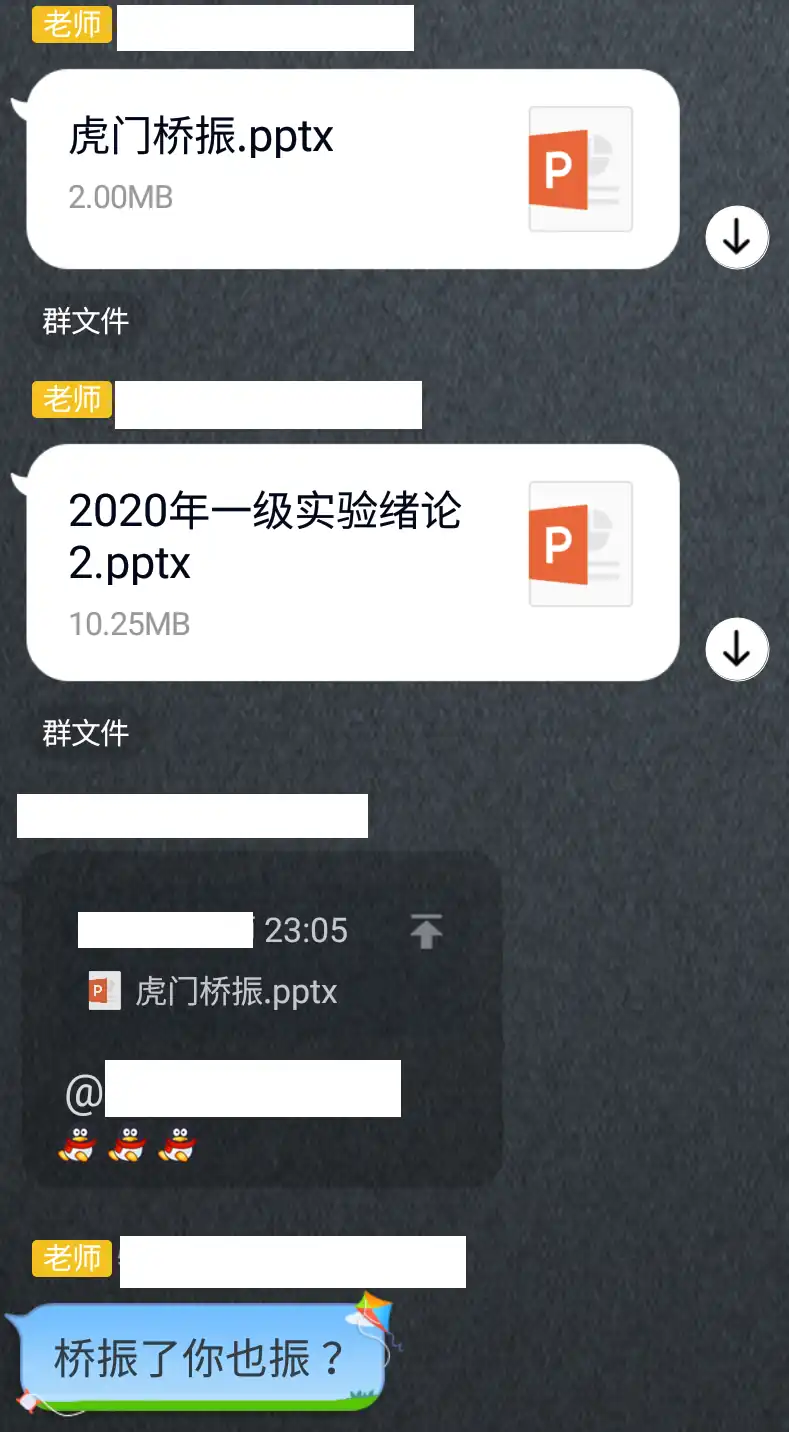 老师
虎门桥振.pptx
2.00MB
P
群文件
老师
2020年一级实验绪论
2.pptx
10.25MB
P
群文件
23:05
P
虎门桥振.pptx
@
老师
桥振了你也振？